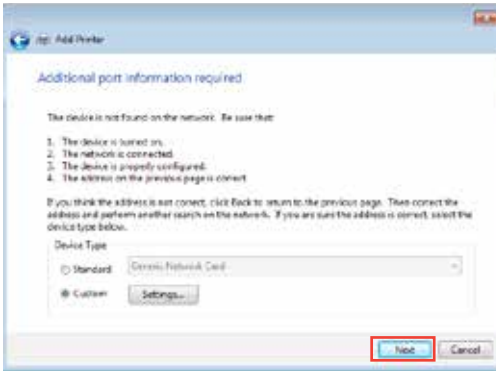 Add Printer
Additional port information required
The device is not found on the network. Be sure that:
1. The device is turned on.
2. The network is connected.
3. The device is properly configured.
4. The address on the previous page is correct.
If you think the address is not correct, click Back to return to the previous page. Then correct the
address and perform another search on the network. If you are sure the address is correct, select the
device type below.
Device Type
Standard Generic Network Card
Custom Settings...
Next Cancel